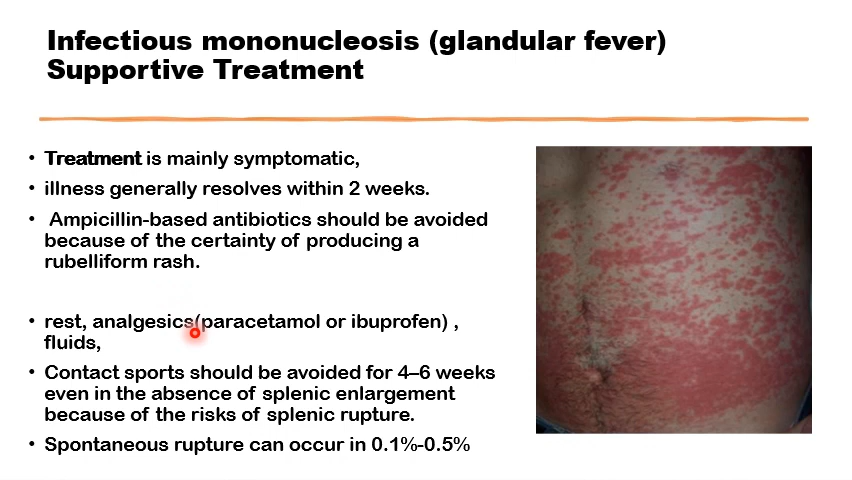 Infectious mononucleosis (glandular fever)
Supportive Treatment
• Treatment is mainly symptomatic,
• illness generally resolves within 2 weeks.
• Ampicillin-based antibiotics should be avoided
because of the certainty of producing a
rubelliform rash.
• rest, analgesics(paracetamol or ibuprofen) ,
fluids,
• Contact sports should be avoided for 4–6 weeks
even in the absence of splenic enlargement
because of the risks of splenic rupture.
• Spontaneous rupture can occur in 0.1%-0.5%